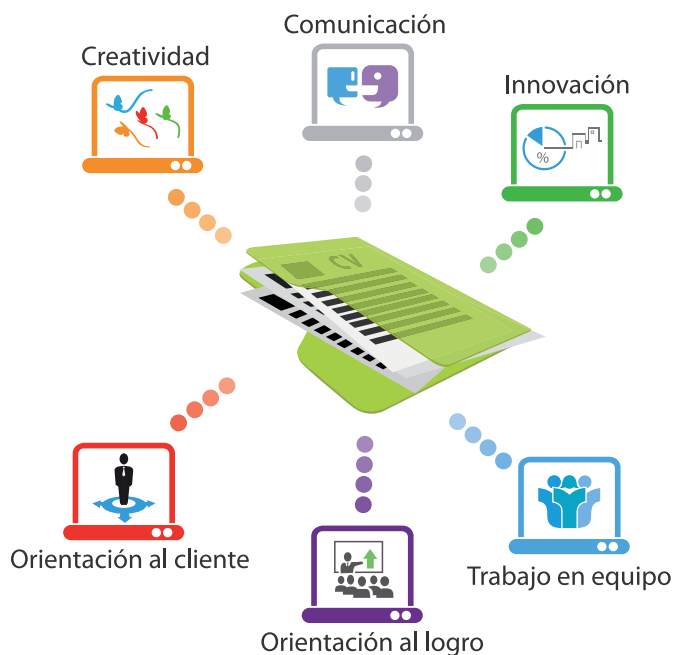 Comunicación
Creatividad
Innovación
%
CV
Orientación al cliente
Trabajo en equipo
Orientación al logro